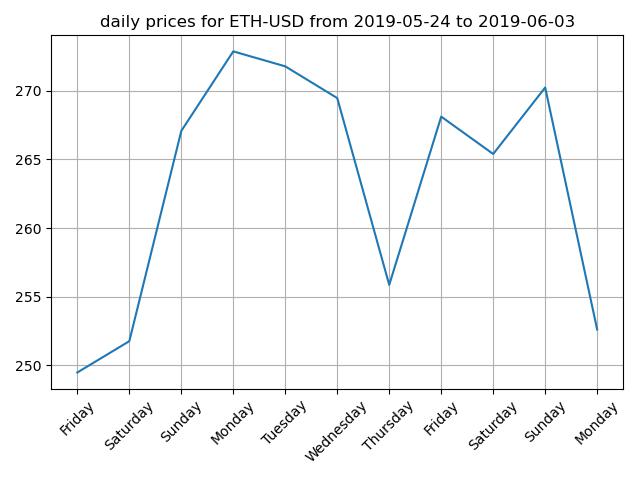 daily prices for ETH-USD from 2019-05-24 to 2019-06-03
270
265
260
255
250
Friday
Saturday
Sunday
Monday
Tuesday
Wednesday
Thursday
Friday
Saturday
Sunday
Monday